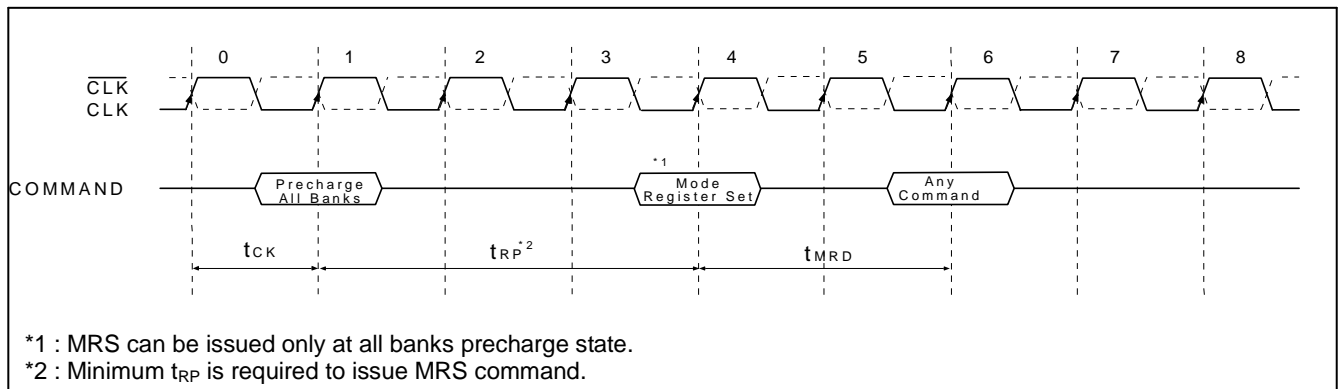 0 1 2 3 4 5 6 7 8
CLK
CLK
*1
COMMAND
Precharge
All Banks
Mode
Register Set
Any
Command
tCK
tRP*2
tMRD
*1 : MRS can be issued only at all banks precharge state.
*2 : Minimum tRP is required to issue MRS command.